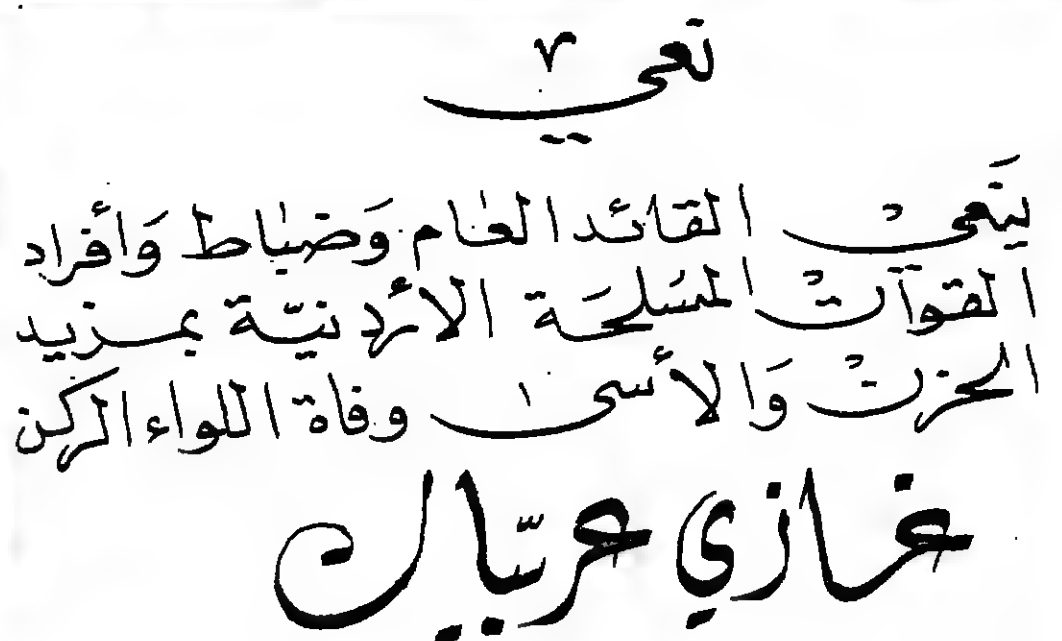 نعي
ينعى القائد العام وضباط وأفراد
القوات المسلحة الأردنية بمزيد
الحزن والأسى وفاة اللواء الركن
غازي عربيات